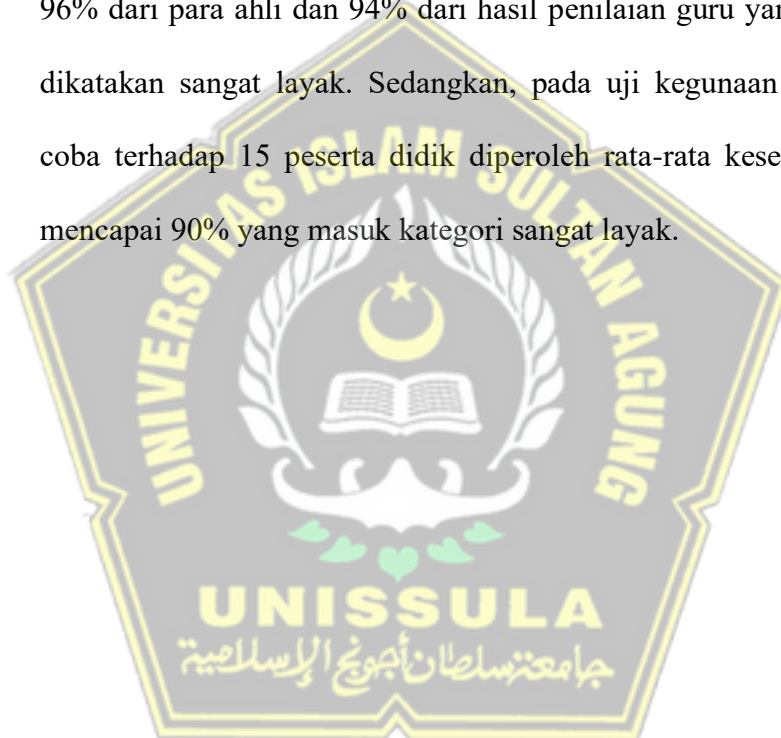 96% dari para ahli dan 94% dari hasil penilaian guru
dikatakan sangat layak. Sedangkan, pada uji kegunaan
coba terhadap 15 peserta didik diperoleh rata-rata
mencapai 90% yang masuk kategori sangat layak.
UNIVERSITAS ISLAM SULTAN AGUNG
UNISSULA
جامعة سلطان أجونج الإسلامية